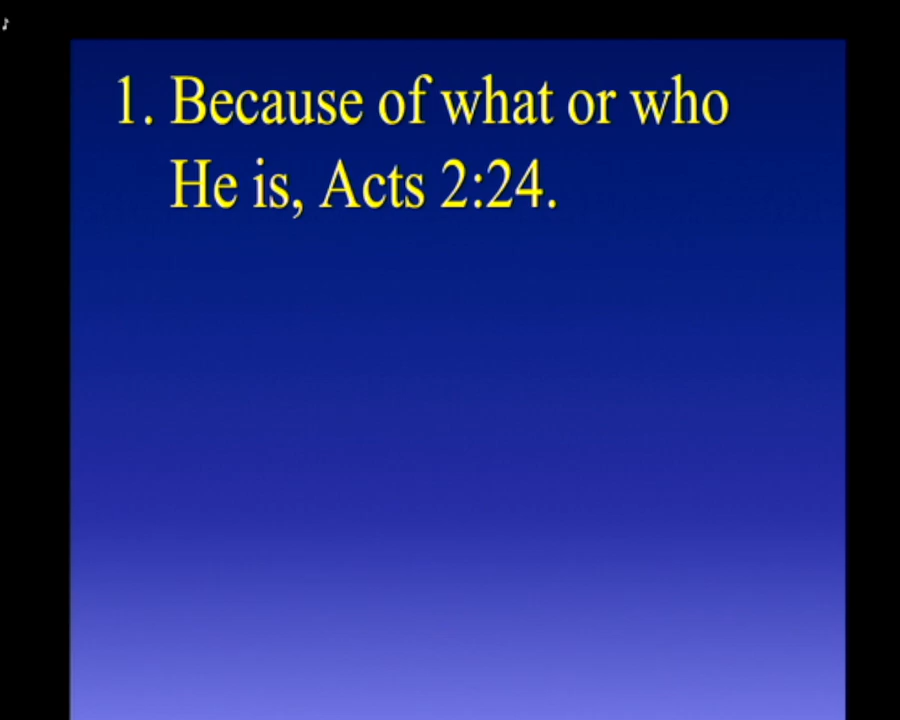 1. Because of what or who
He is, Acts 2:24.